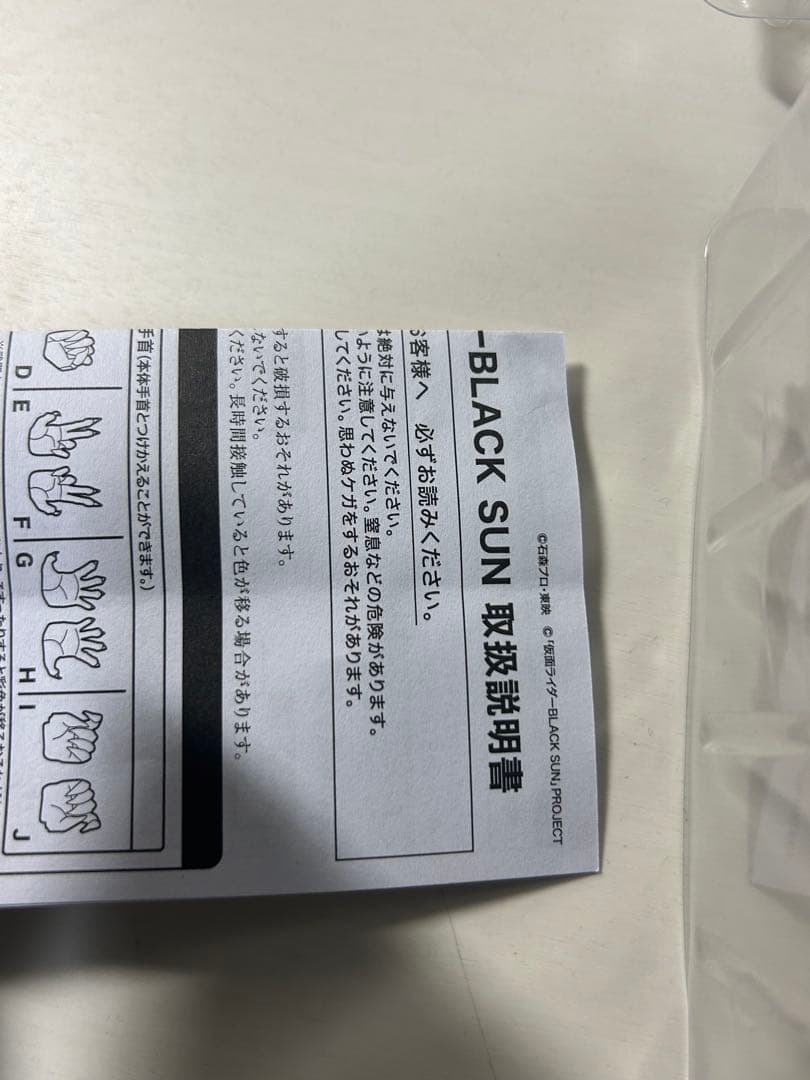 ©石森プロ・東映 ©「仮面ライダーBLACK SUN」PROJECT
ーBLACK SUN 取扱説明書
お客様へ 必ずお読みください。
は絶対に与えないでください。
いように注意してください。窒息などの危険があります。
してください。思わぬケガをするおそれがあります。
すると破損するおそれがあります。
ないでください。
ください。長時間接触していると色が移る場合があります。
手首(本体手首とつけかえることができます。)
D E F G H I J